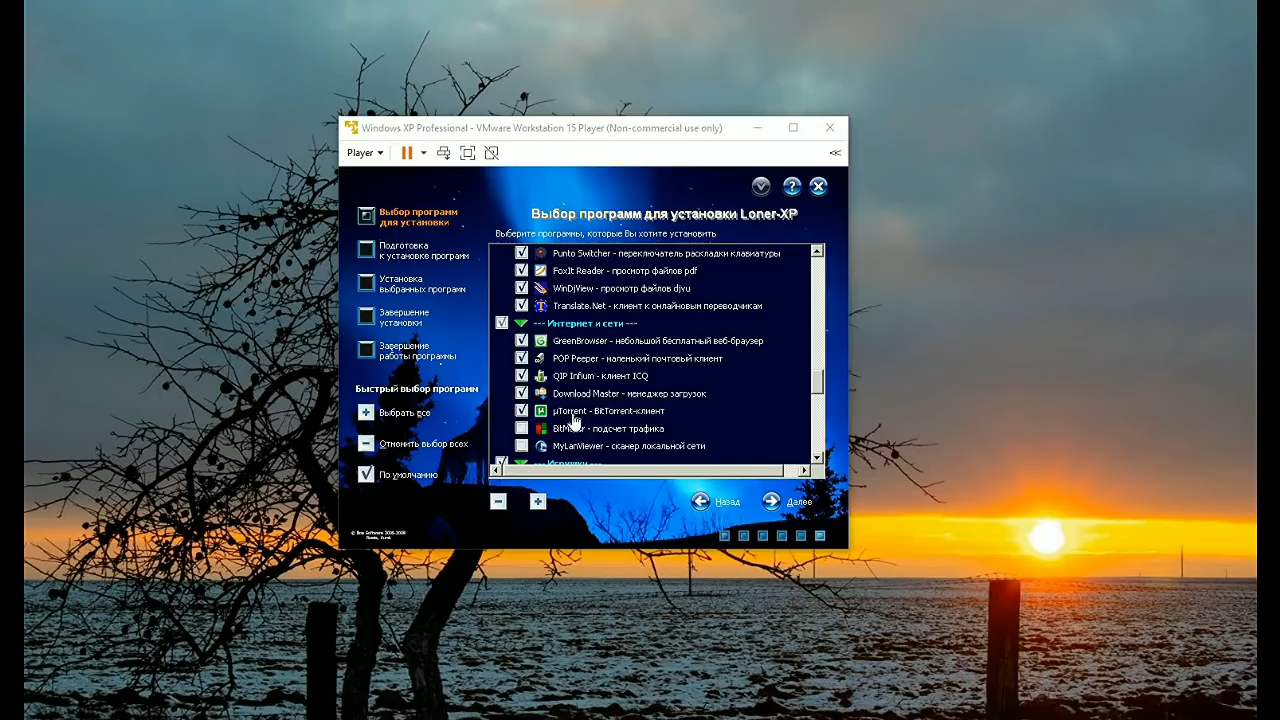 Windows XP Professional - VMware Workstation 15 Player (Non-commercial use only)
Player
Выбор программ для установки Loner-XP
Выберите программы, которые Вы хотите установить
Выбор программ
для установки
Подготовка
к установке программ
Установка
выбранных программ
Завершение
установки
Завершение
работы программы
Быстрый выбор программ
Выбрать все
Отменить выбор всех
По умолчанию
Punto Switcher - переключатель раскладки клавиатуры
FoxIt Reader - просмотр файлов pdf
WinDjView - просмотр файлов djvu
Translate.Net - клиент к онлайновым переводчикам
--- Интернет и сети ---
GreenBrowser - небольшой бесплатный веб-браузер
POP Peeper - маленький почтовый клиент
QIP Infium - клиент ICQ
Download Master - менеджер загрузок
µTorrent - BitTorrent-клиент
- подсчет трафика
MyLanViewer - сканер локальной сети
--- Игрушки ---
Назад
Далее